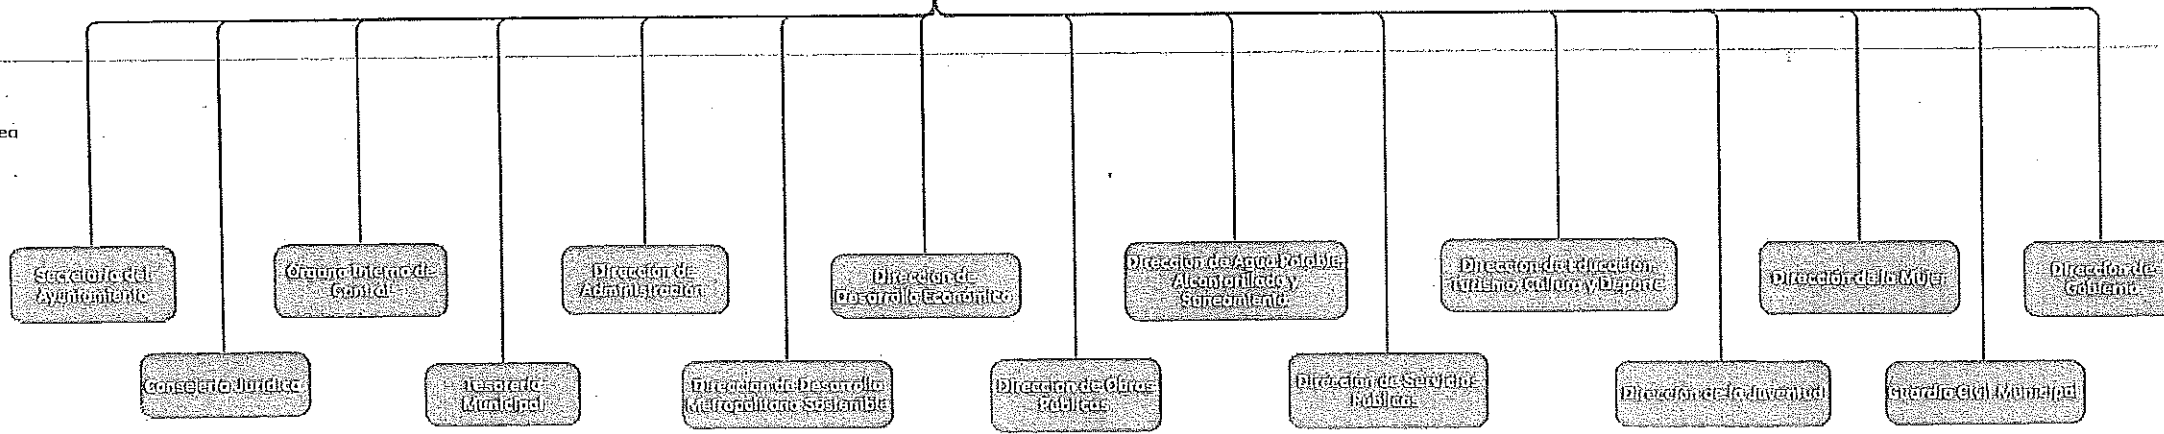 ea
Secretaría del
Ayuntamiento
Órgano Interno de
Control
Dirección de
Administración
Dirección de
Desarrollo Económico
Dirección de Agua Potable,
Alcantarillado y
Saneamiento
Dirección de Educación,
Turismo, Cultura y Deporte
Dirección de la Mujer
Dirección de
Gobierno
Consejería Jurídica
Tesorería
Municipal
Dirección de Desarrollo
Metropolitano Sostenible
Dirección de Obras
Públicas
Dirección de Servicios
Públicos
Dirección de la Juventud
Guardia Civil Municipal